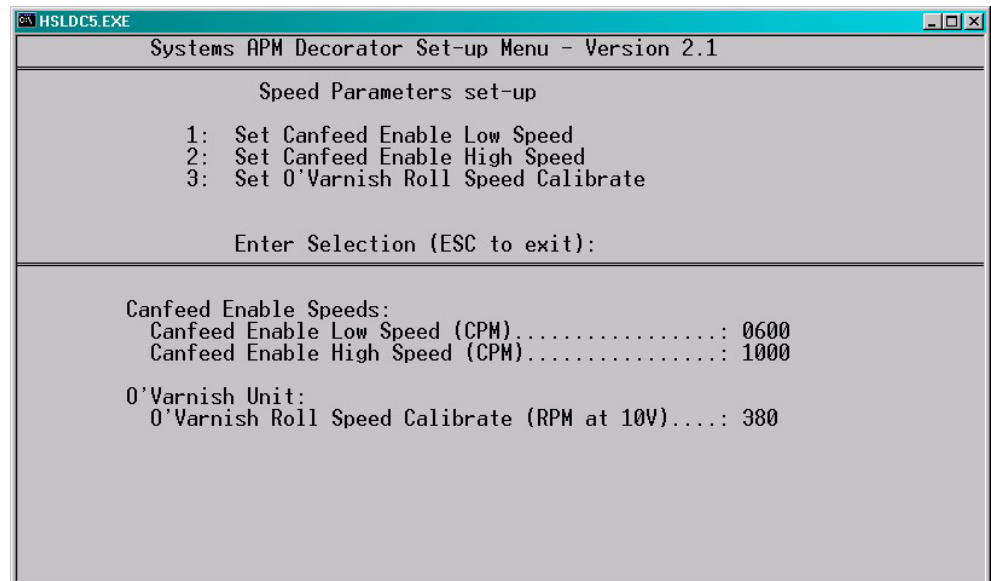 HSLDC5.EXE
Systems APM Decorator Set-up Menu - Version 2.1
Speed Parameters set-up
1: Set Canfeed Enable Low Speed
2: Set Canfeed Enable High Speed
3: Set O'Varnish Roll Speed Calibrate
Enter Selection (ESC to exit):
Canfeed Enable Speeds:
Canfeed Enable Low Speed (CPM).................: 0600
Canfeed Enable High Speed (CPM)................: 1000
O'Varnish Unit:
O'Varnish Roll Speed Calibrate (RPM at 10V)....: 380